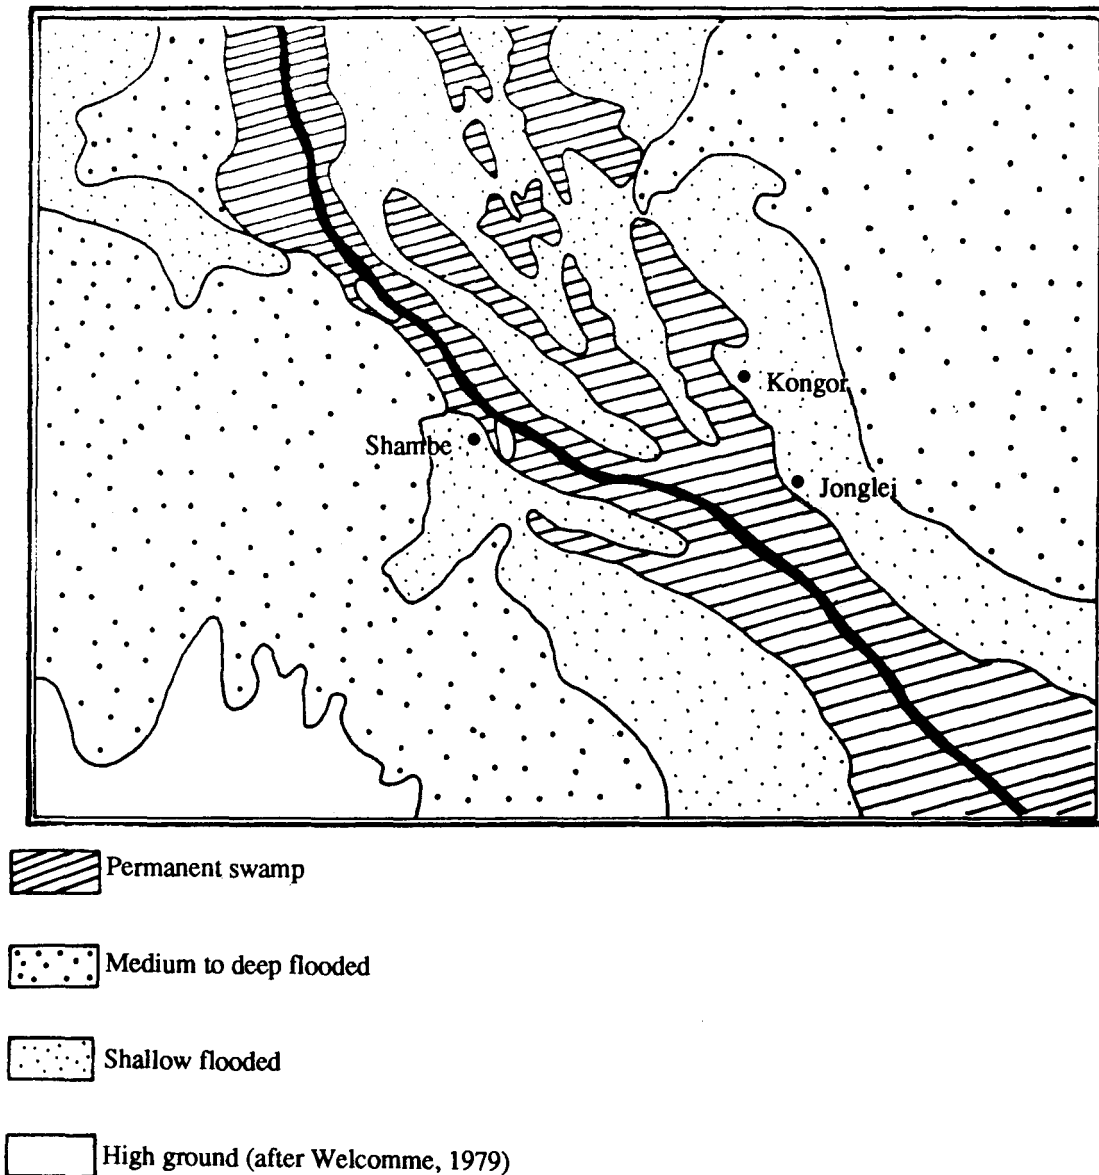 Kongor
Shambe
Jonglei
Permanent swamp
Medium to deep flooded
Shallow flooded
High ground (after Welcomme, 1979)